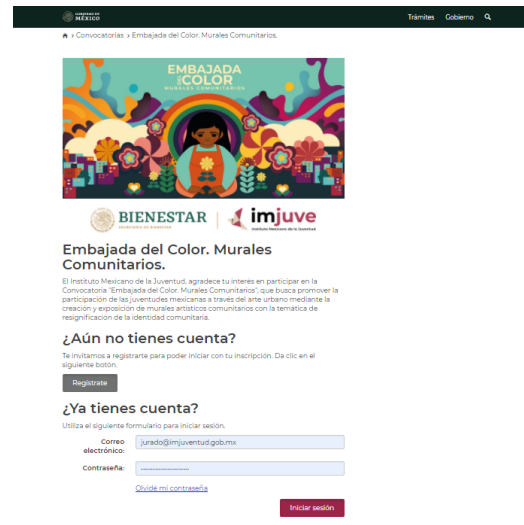 GOBIERNO DE
MÉXICO
Trámites Gobierno
> Convocatorias > Embajada del Color. Murales Comunitarios.
EMBAJADA
DEL COLOR
MURALES COMUNITARIOS
BIENESTAR
SECRETARÍA DE BIENESTAR
imjuve
Instituto Mexicano de la Juventud
Embajada del Color. Murales
Comunitarios.
El Instituto Mexicano de la Juventud, agradece tu interés en participar en la
Convocatoria "Embajada del Color. Murales Comunitarios", que busca promover la
participación de las juventudes mexicanas a través del arte urbano mediante la
creación y exposición de murales artísticos comunitarios con la temática de
resignificación de la identidad comunitaria.
¿Aún no tienes cuenta?
Te invitamos a registrarte para poder iniciar con tu inscripción. Da clic en el
siguiente botón.
Regístrate
¿Ya tienes cuenta?
Utiliza el siguiente formulario para iniciar sesión.
Correo
electrónico:
jurado@imjuventud.gob.mx
Contraseña:
Olvidé mi contraseña
Iniciar sesión